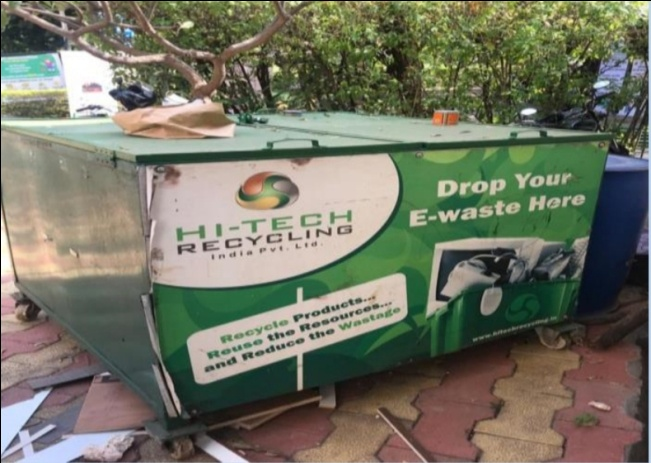 HI-TECH
RECYCLING
India Pvt. Ltd.
Drop Your
E-waste Here
Recycle Products...
Reuse the Resources...
and Reduce the Wastage